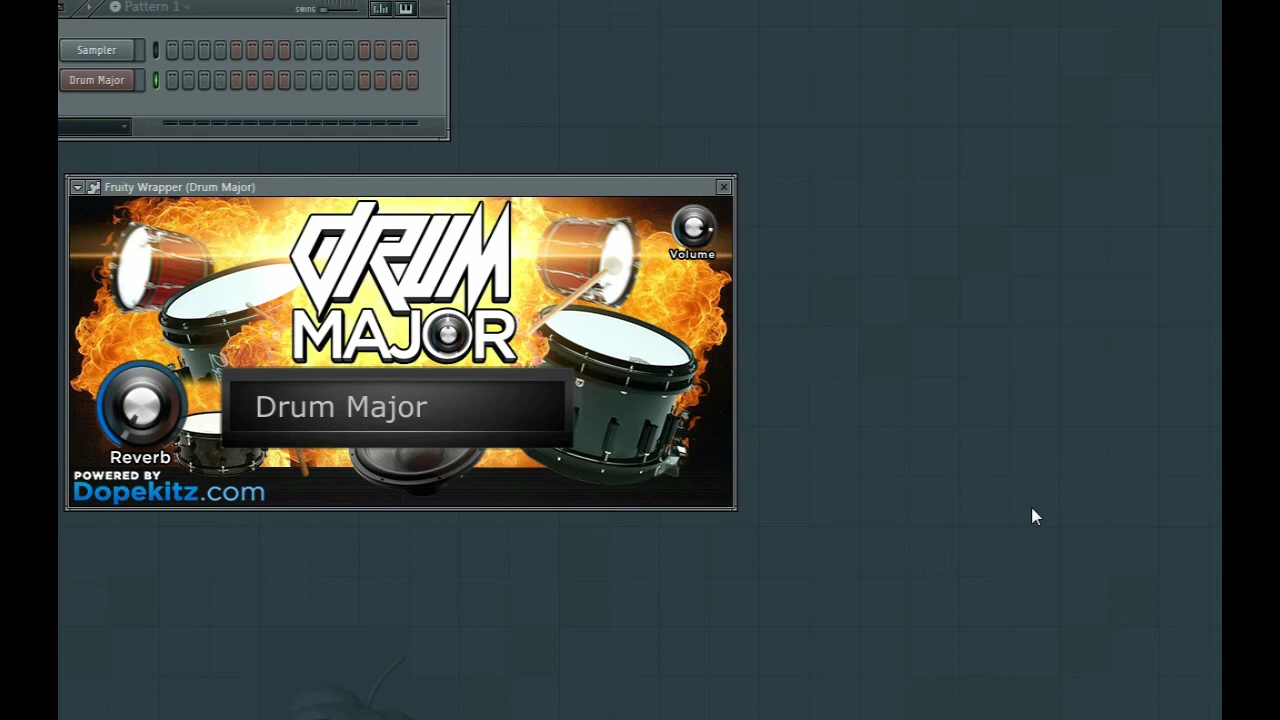 Pattern 1
SWING
Sampler
Drum Major
Fruity Wrapper (Drum Major)
DRUM
MAJOR
Volume
Drum Major
Reverb
POWERED BY
Dopekitz.com